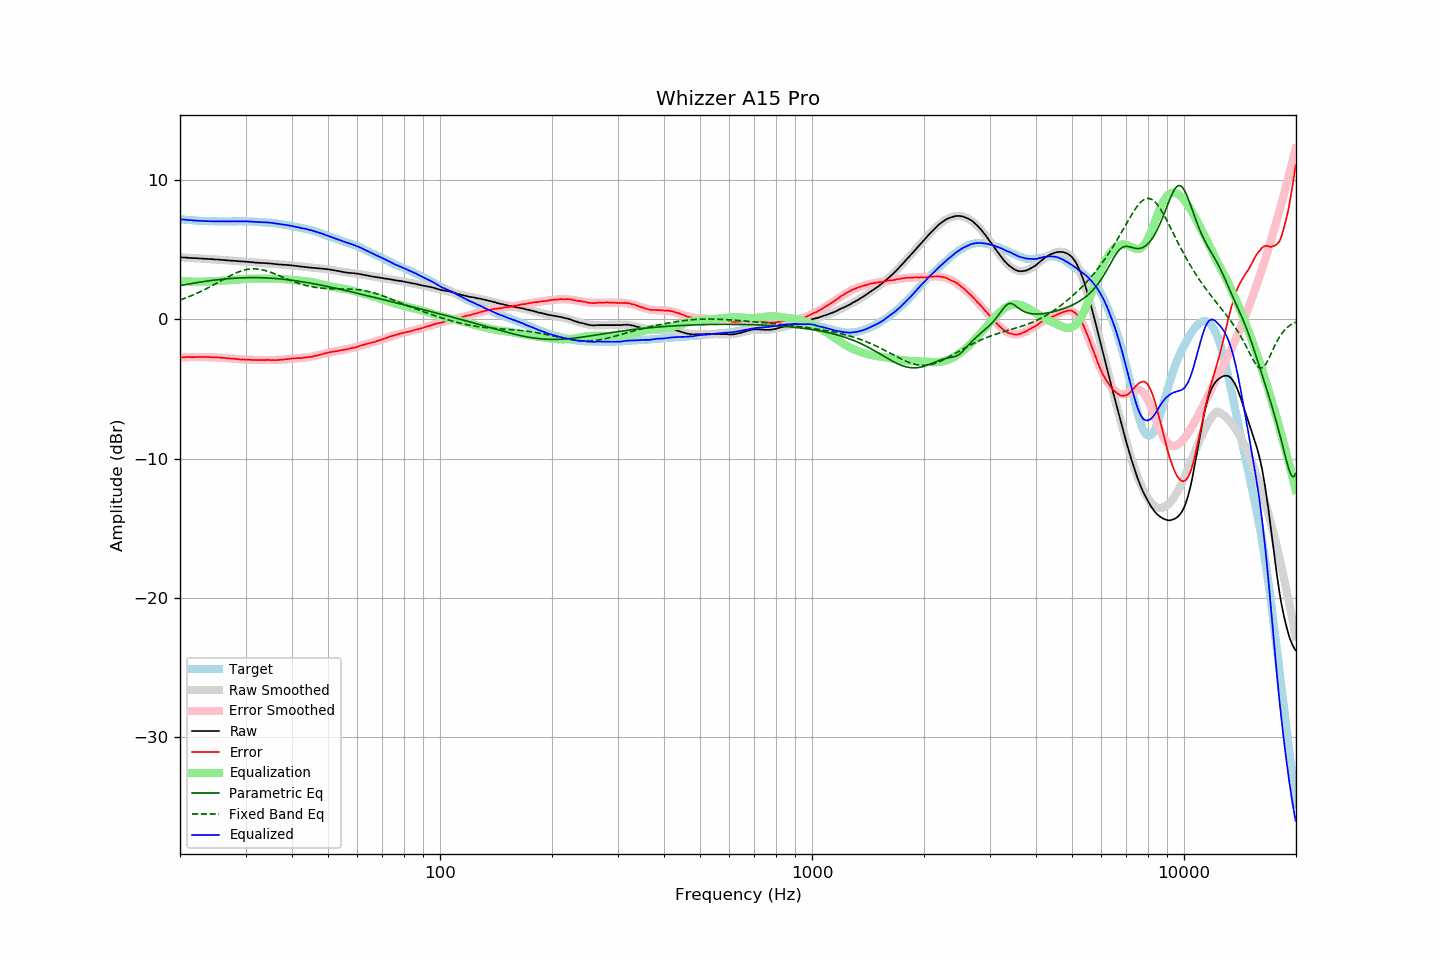 Whizzer A15 Pro
Amplitude (dBr)
10
0
−10
−20
−30
Target
Raw Smoothed
Error Smoothed
Raw
Error
Equalization
Parametric Eq
Fixed Band Eq
Equalized
100
1000
10000
Frequency (Hz)